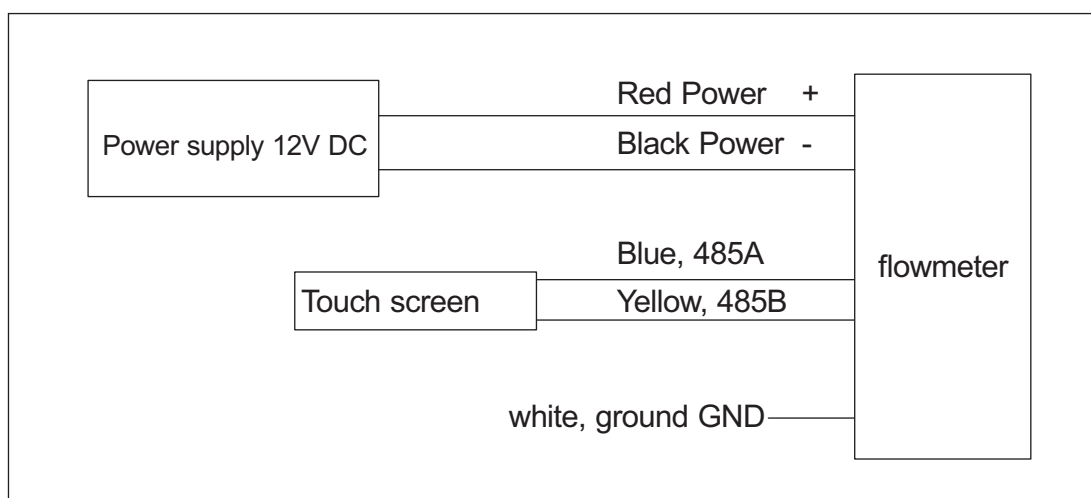 Red Power +
Power supply 12V DC
Black Power -
Blue, 485A
flowmeter
Touch screen
Yellow, 485B
white, ground GND